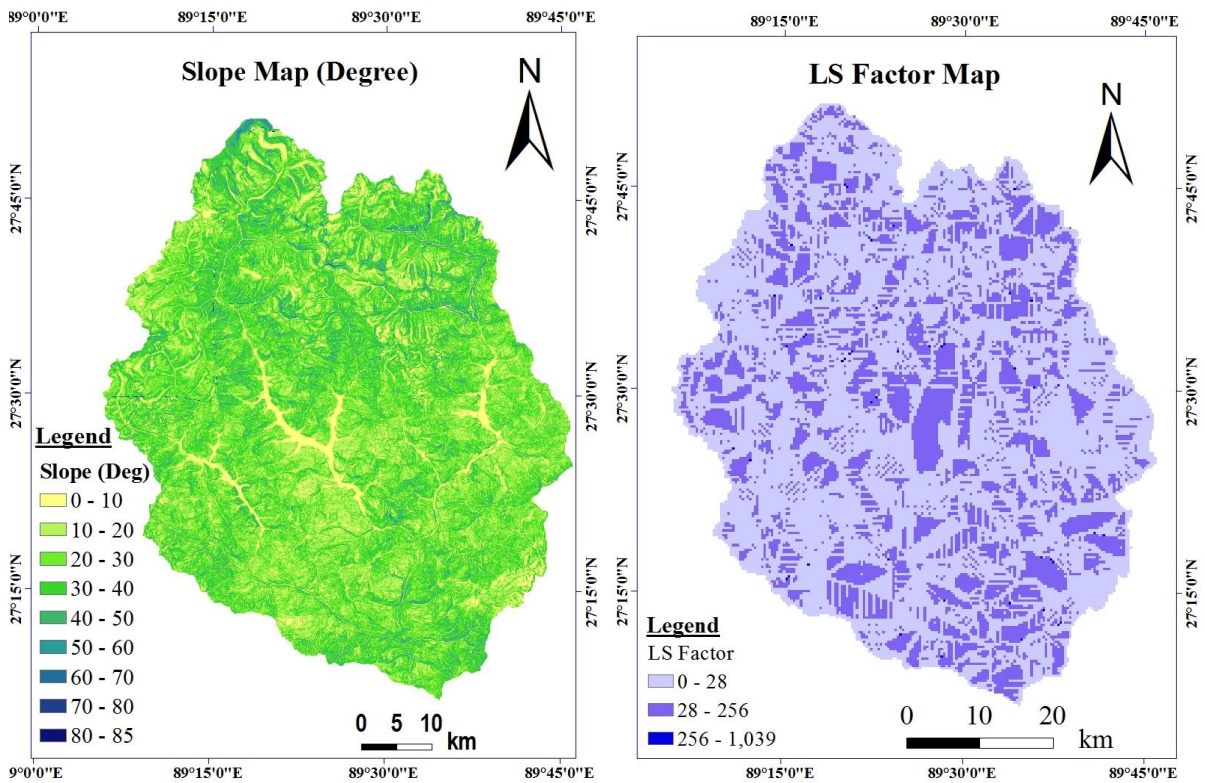 89°0'0"E 89°15'0"E 89°30'0"E 89°45'0"E
Slope Map (Degree)
N
27°45'0"N
27°30'0"N
27°15'0"N
27°45'0"N
27°30'0"N
27°15'0"N
Legend
Slope (Deg)
0 - 10
10 - 20
20 - 30
30 - 40
40 - 50
50 - 60
60 - 70
70 - 80
80 - 85
0 5 10
km
89°0'0"E 89°15'0"E 89°30'0"E 89°45'0"E
89°15'0"E 89°30'0"E 89°45'0"E
LS Factor Map
N
27°45'0"N
27°30'0"N
27°15'0"N
27°45'0"N
27°30'0"N
27°15'0"N
Legend
LS Factor
0 - 28
28 - 256
256 - 1,039
0 10 20
km
89°15'0"E 89°30'0"E 89°45'0"E